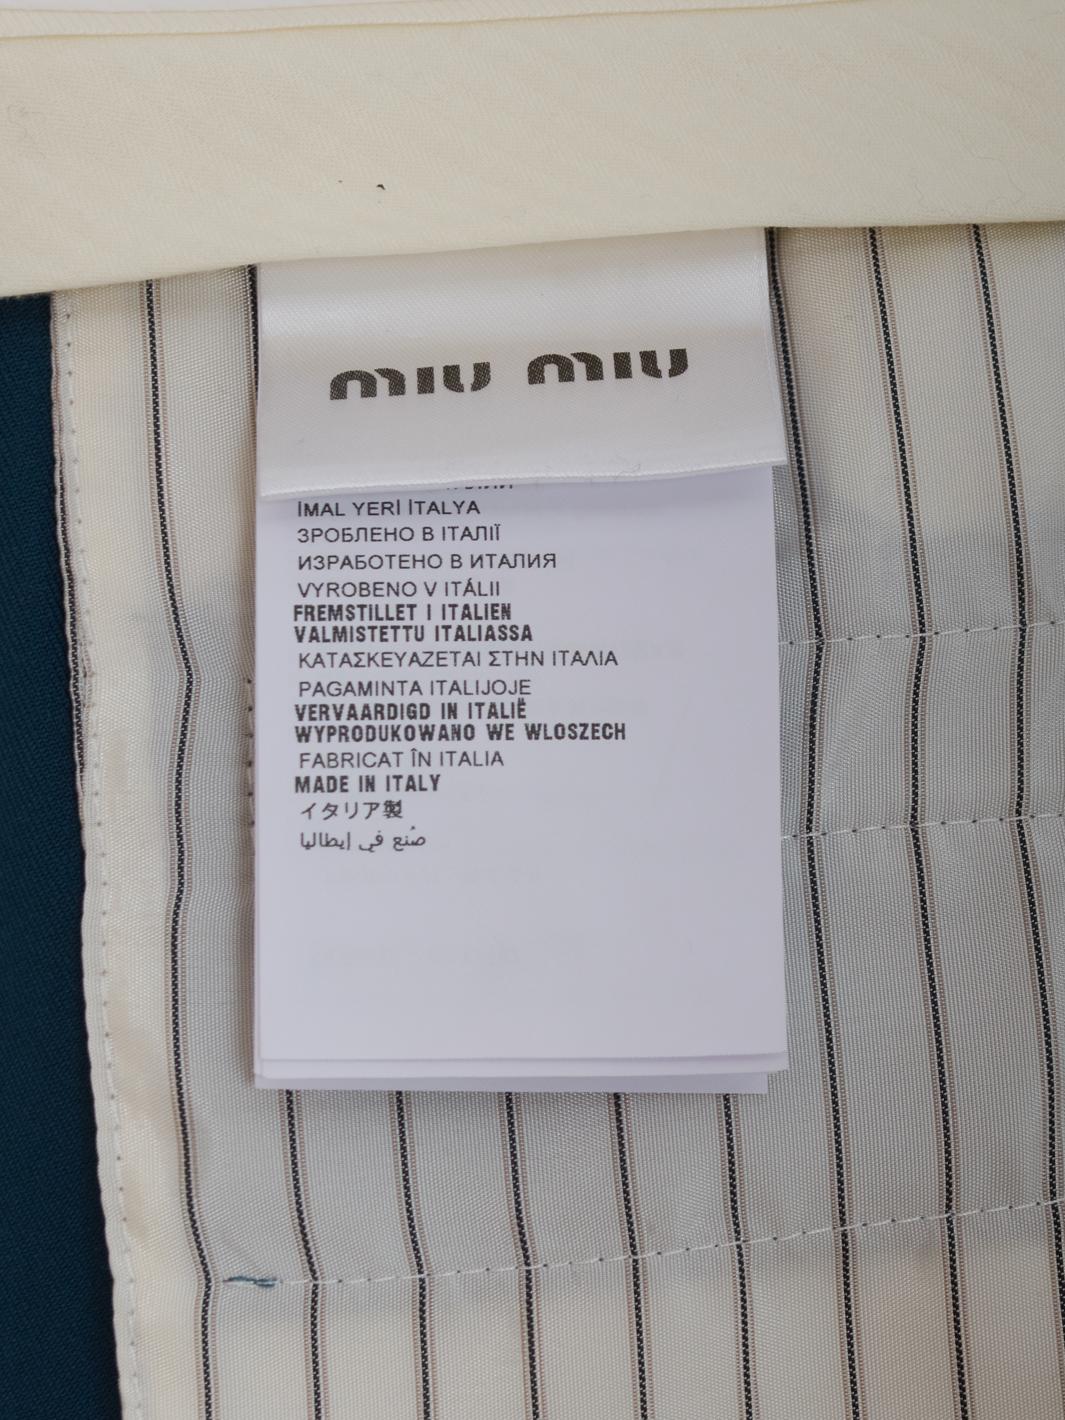 miu miu
İMAL YERİ İTALYA
ЗРОБЛЕНО В ІТАЛІЇ
ИЗРАБОТЕНО В ИТАЛИЯ
VYROBENO V ITÁLII
FREMSTILLET I ITALIEN
VALMISTETTU ITALIASSA
ΚΑΤΑΣΚΕΥΑΖΕΤΑΙ ΣΤΗΝ ΙΤΑΛΙΑ
PAGAMINTA ITALIJOJE
VERVAARDIGD IN ITALIË
WYPRODUKOWANO WE WLOSZECH
FABRICAT ÎN ITALIA
MADE IN ITALY
イタリア製
صُنع في إيطاليا